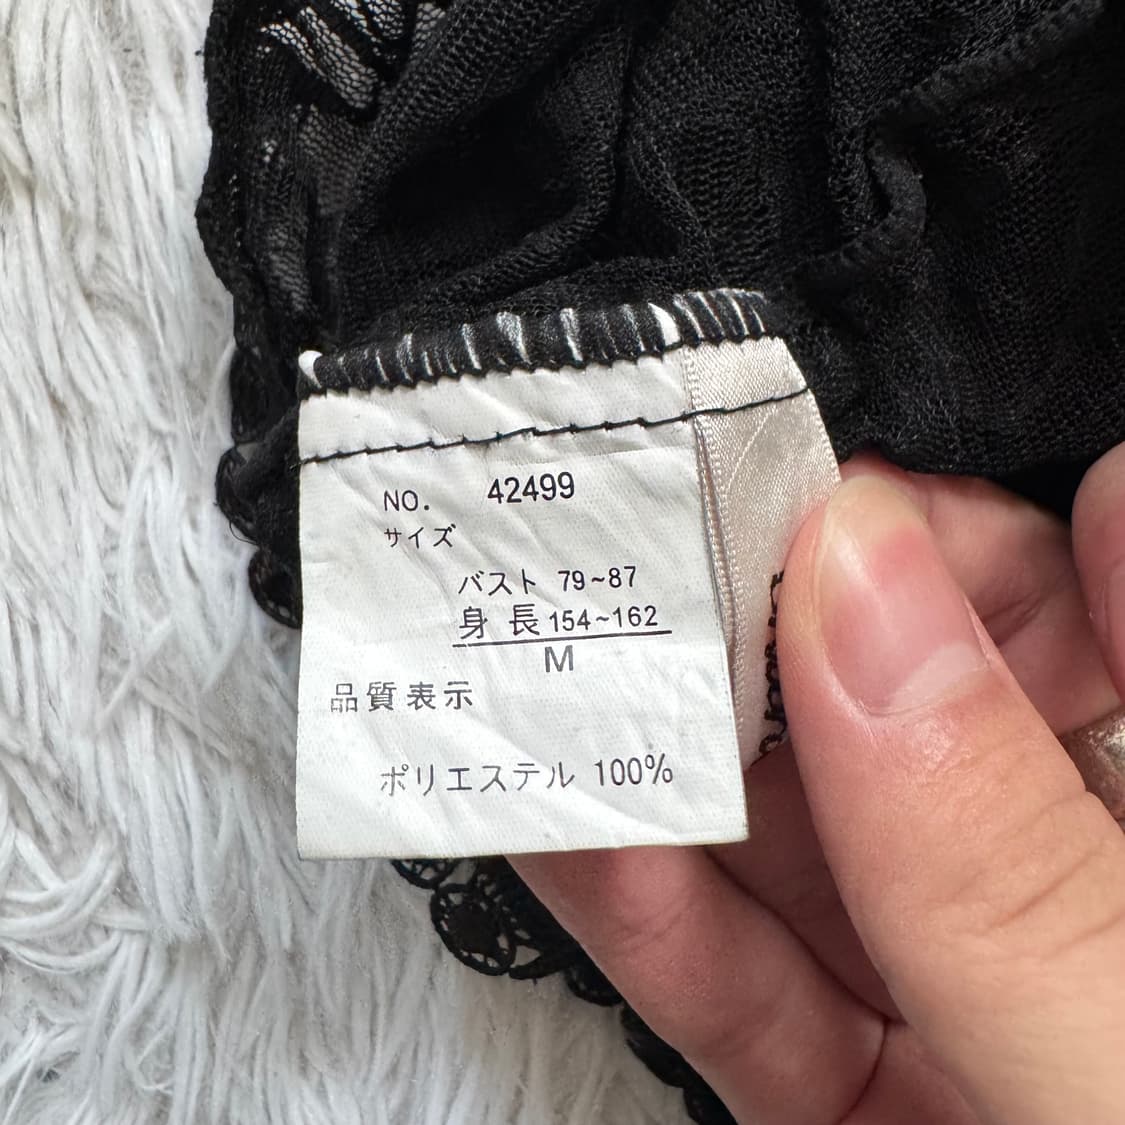 NO. 42499
サイズ
バスト 79~87
身長 154~162
M
品質表示
ポリエステル 100%